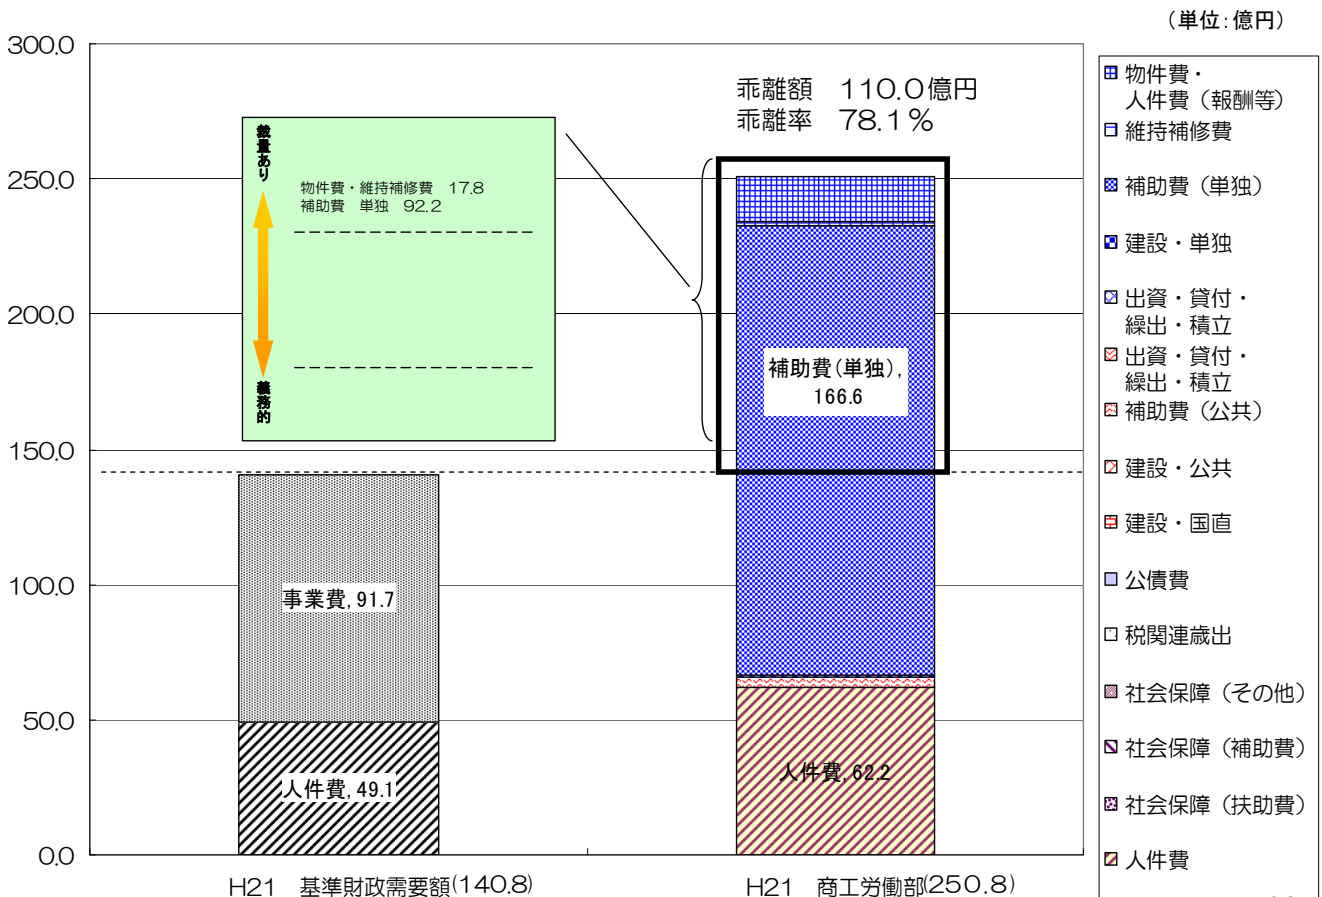 （単位：億円）
300.0
250.0
200.0
150.0
100.0
50.0
0.0
裁量あり
義務的
物件費・維持補修費　17.8
補助費　単独　92.2
乖離額　110.0億円
乖離率　78.1％
補助費（単独）,
166.6
事業費, 91.7
人件費, 49.1
人件費, 62.2
H21　基準財政需要額(140.8)
H21　商工労働部(250.8)
物件費・
人件費（報酬等）
維持補修費
補助費（単独）
建設・単独
出資・貸付・
繰出・積立
出資・貸付・
繰出・積立
補助費（公共）
建設・公共
建設・国直
公債費
税関連歳出
社会保障（その他）
社会保障（補助費）
社会保障（扶助費）
人件費